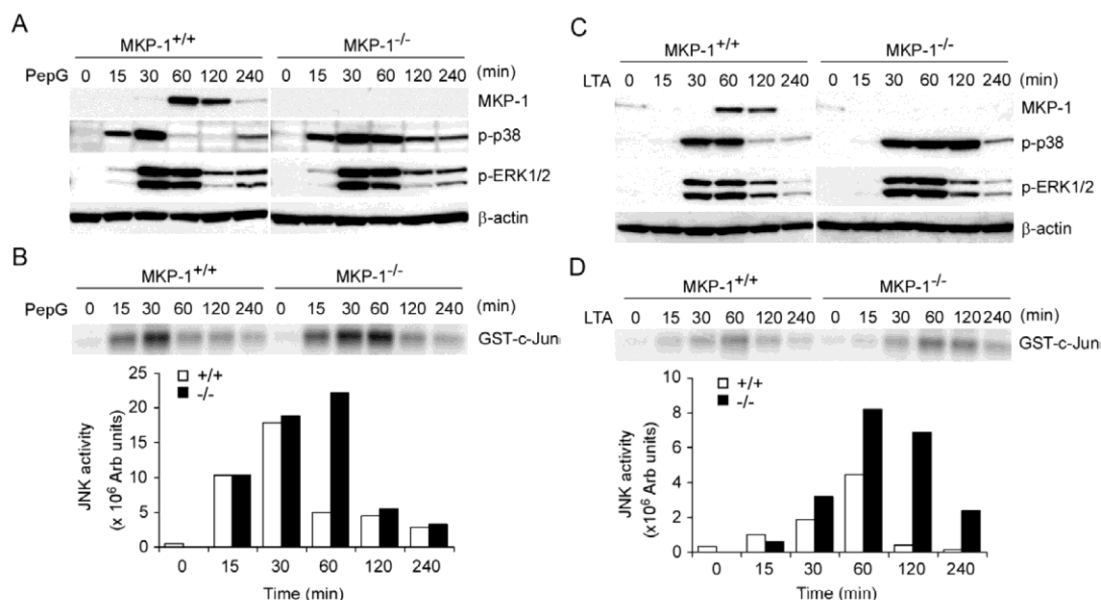 A
MKP-1+/+ MKP-1-/-
PepG 0 15 30 60 120 240 0 15 30 60 120 240 (min)
MKP-1
p-p38
p-ERK1/2
β-actin
B
MKP-1+/+ MKP-1-/-
PepG 0 15 30 60 120 240 0 15 30 60 120 240 (min)
GST-c-Jun
+/+
-/-
JNK activity
(x 10⁶ Arb units)
25
20
15
10
5
0
0 15 30 60 120 240
Time (min)
C
MKP-1+/+ MKP-1-/-
LTA 0 15 30 60 120 240 0 15 30 60 120 240 (min)
MKP-1
p-p38
p-ERK1/2
β-actin
D
MKP-1+/+ MKP-1-/-
LTA 0 15 30 60 120 240 0 15 30 60 120 240 (min)
GST-c-Jun
+/+
-/-
JNK activity
(x10⁶ Arb units)
10
8
6
4
2
0
0 15 30 60 120 240
Time (min)